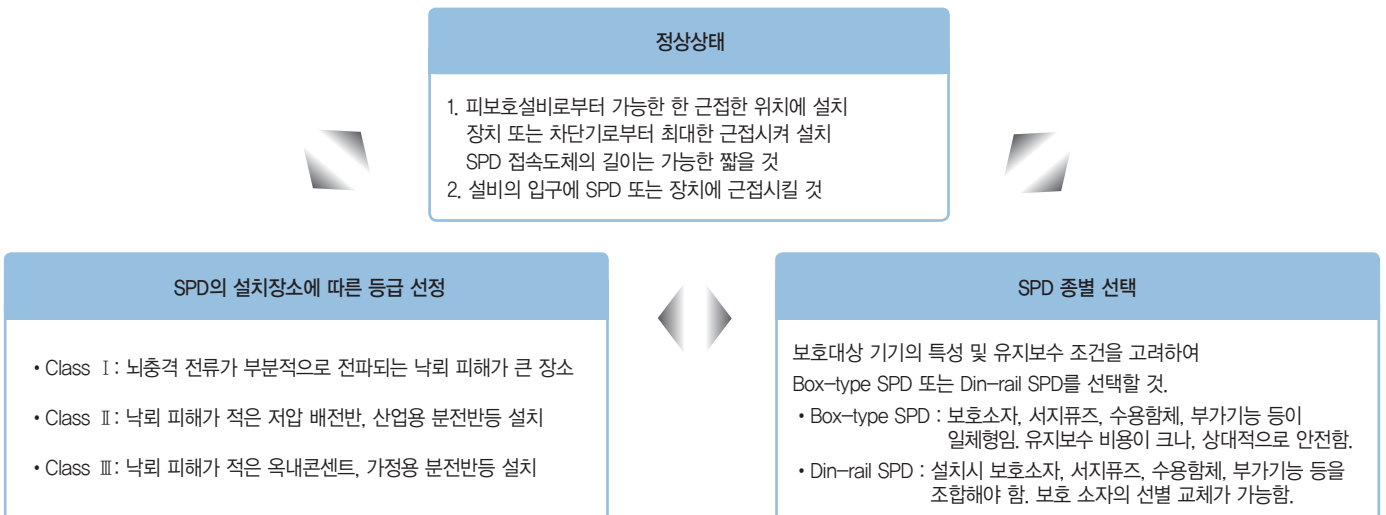 정상상태
1. 피보호설비로부터 가능한 한 근접한 위치에 설치
장치 또는 차단기로부터 최대한 근접시켜 설치
SPD 접속도체의 길이는 가능한 짧을 것
2. 설비의 입구에 SPD 또는 장치에 근접시킬 것
SPD의 설치장소에 따른 등급 선정
• Class Ⅰ: 뇌충격 전류가 부분적으로 전파되는 낙뢰 피해가 큰 장소
• Class Ⅱ: 낙뢰 피해가 적은 저압 배전반, 산업용 분전반등 설치
• Class Ⅲ: 낙뢰 피해가 적은 옥내콘센트, 가정용 분전반등 설치
SPD 종별 선택
보호대상 기기의 특성 및 유지보수 조건을 고려하여
Box-type SPD 또는 Din-rail SPD를 선택할 것.
• Box-type SPD : 보호소자, 서지퓨즈, 수용함체, 부가기능 등이
일체형임. 유지보수 비용이 크나, 상대적으로 안전함.
• Din-rail SPD : 설치시 보호소자, 서지퓨즈, 수용함체, 부가기능 등을
조합해야 함. 보호 소자의 선별 교체가 가능함.